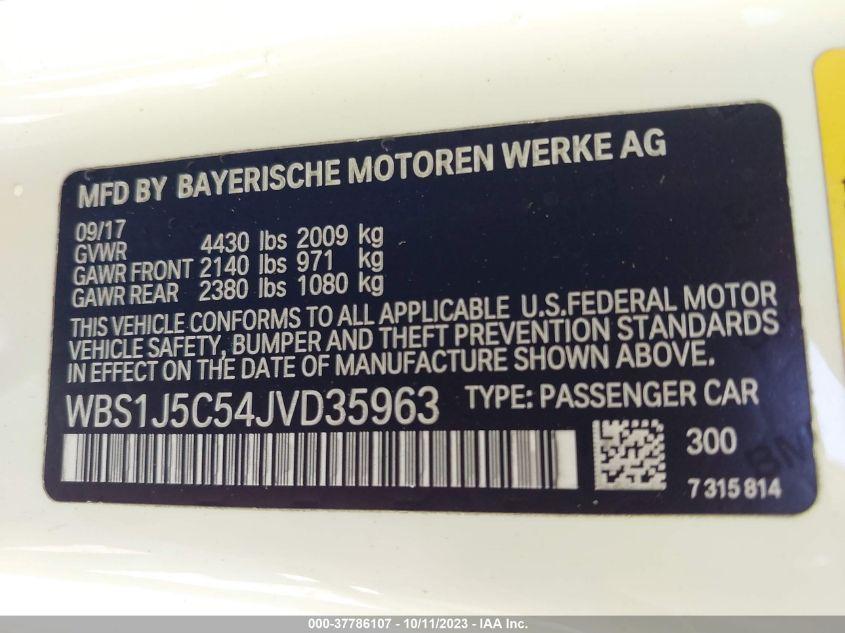 MFD BY BAYERISCHE MOTOREN WERKE AG
09/17
GVWR 4430 lbs 2009 kg
GAWR FRONT 2140 lbs 971 kg
GAWR REAR 2380 lbs 1080 kg
THIS VEHICLE CONFORMS TO ALL APPLICABLE U.S.FEDERAL MOTOR
VEHICLE SAFETY, BUMPER AND THEFT PREVENTION STANDARDS
IN EFFECT ON THE DATE OF MANUFACTURE SHOWN ABOVE.
WBS1J5C54JVD35963 TYPE: PASSENGER CAR
300
7315814
000-37786107 - 10/11/2023 - IAA Inc.